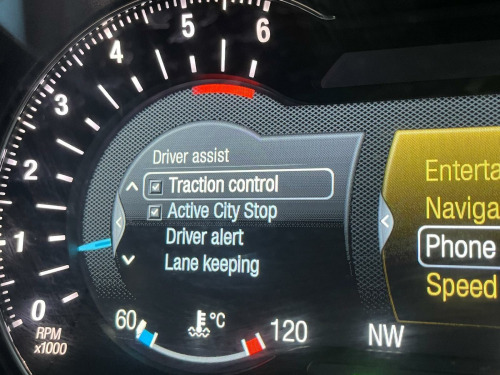 6
5
4
3
2
1
0
RPM
x1000
Driver assist
Traction control
Active City Stop
Driver alert
Lane keeping
60
°C
120
Phone
Speed
NW